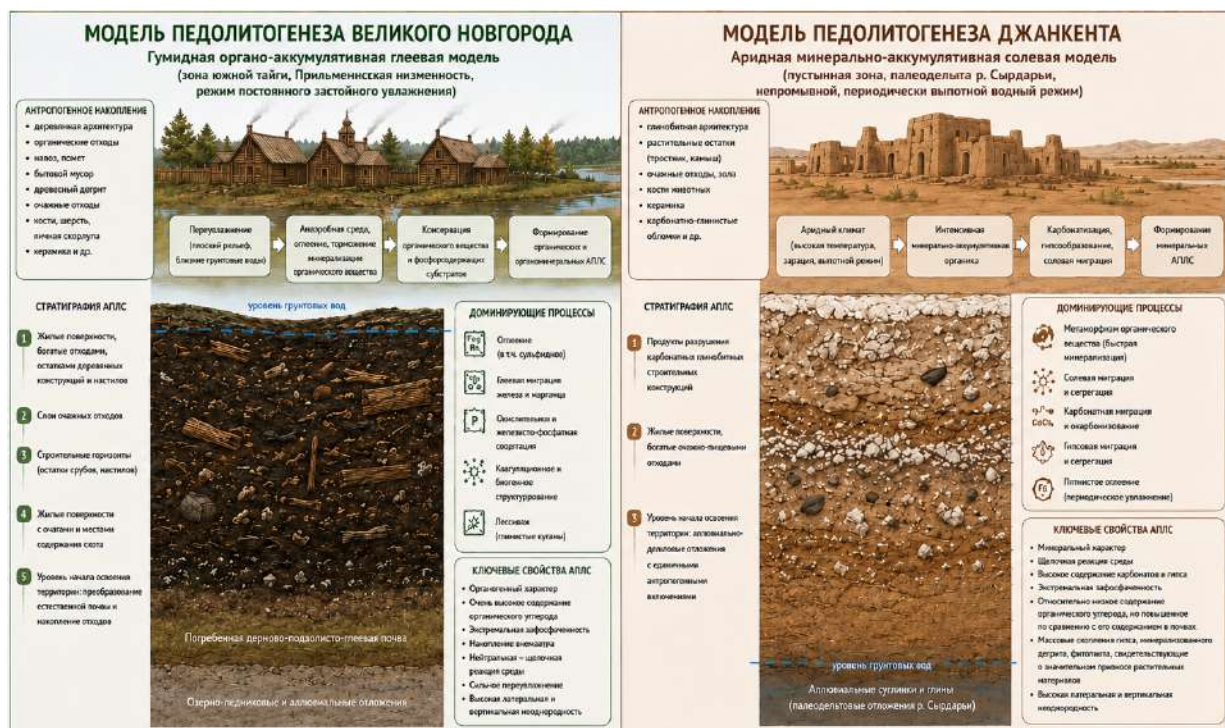 МОДЕЛЬ ПЕДОЛИТОГЕНЕЗА ВЕЛИКОГО НОВГОРОДА
Гумидная органо-аккумулятивная глеевая модель
(зона южной тайги, Прильменнсская низменность,
режим постоянного застойного увлажнения)
АНТРОПОГЕННОЕ НАКОПЛЕНИЕ
• деревянная архитектура
• органические отходы
• навоз, помет
• бытовой мусор
• древесный детрит
• очажные отходы
• кости, шерсть,
яичная скорлупа
• керамика и др.
Переувлажнение
(плоский рельеф,
близкие грунтовые воды)
Анаэробная среда,
оглеение, торможение
минерализации
органического вещества
Консервация
органического вещества
и фосфорсодержащих
субстратов
Формирование
органических и
органоминеральных АПЛС
СТРАТИГРАФИЯ АПЛС
1 Жилые поверхности,
богатые отходами,
остатками деревянных
конструкций и настилов
2 Слои очажных отходов
3 Строительные горизонты
(остатки срубов, настилов)
4 Жилые поверхности
с очагами и местами
содержания скота
5 Уровень начала освоения
территории: преобразование
естественной почвы и
накопление отходов
уровень грунтовых вод
Погребенная дерново-подзолисто-глеевая почва
Озерно-ледниковые и аллювиальные отложения
ДОМИНИРУЮЩИЕ ПРОЦЕССЫ
Оглеение
(в т.ч. сульфидное)
Глеевая миграция
железа и марганца
P
Окислительная и
железисто-фосфатная
сегрегация
Коагуляционное и
биогенное
структурирование
Лессиваж
(глинистые кутаны)
КЛЮЧЕВЫЕ СВОЙСТВА АПЛС
• Органогенный характер
• Очень высокое содержание
органического углерода
• Экстремальная зафосфаченность
• Накопление
• Нейтральная – щелочная
реакция среды
• Сильное переувлажнение
• Высокая латеральная и
вертикальная неоднородность
МОДЕЛЬ ПЕДОЛИТОГЕНЕЗА ДЖАНКЕНТА
Аридная минерально-аккумулятивная солевая модель
(пустынная зона, палеодельта р. Сырдарьи,
непромывной, периодически выпотной водный режим)
АНТРОПОГЕННОЕ НАКОПЛЕНИЕ
• глинобитная архитектура
• растительные остатки
(тростник, камыш)
• очажные отходы, зола
• кости животных
• керамика
• карбонатно-глинистые
обломки и др.
Аридный климат
(высокая температура,
выпотной режим)
Интенсивная
минерально-аккумулятивная
органика
Карбонатизация,
гипсообразование,
солевая миграция
Формирование
минеральных
АПЛС
СТРАТИГРАФИЯ АПЛС
1 Продукты разрушения
карбонатных глинобитных
строительных
конструкций
2 Жилые поверхности,
богатые очажно-пищевыми
отходами
3 Уровень начала освоения
территории: аллювиально-
дельтовые отложения
с единичными
антропогенными
включениями
уровень грунтовых вод
Аллювиальные суглинки и глины
(палеодельтовые отложения р. Сырдарьи)
ДОМИНИРУЮЩИЕ ПРОЦЕССЫ
Метаморфизм органического
вещества (быстрая
минерализация)
Солевая миграция
и сегрегация
Карбонатная миграция
и окарбоначивание
Гипсовая миграция
и сегрегация
Пятнистое оглеение
(периодическое увлажнение)
КЛЮЧЕВЫЕ СВОЙСТВА АПЛС
• Минеральный характер
• Щелочная реакция среды
• Высокое содержание карбонатов и гипса
• Экстремальная зафосфаченность
• Относительно низкое содержание
органического углерода, но повышенное
по сравнению с его содержанием в почвах
• Массовые скопления гипса, минерализованного
детрита, фитолита, свидетельствующие
о значительном привносе растительных
материалов
• Высокая латеральная и вертикальная
неоднородность